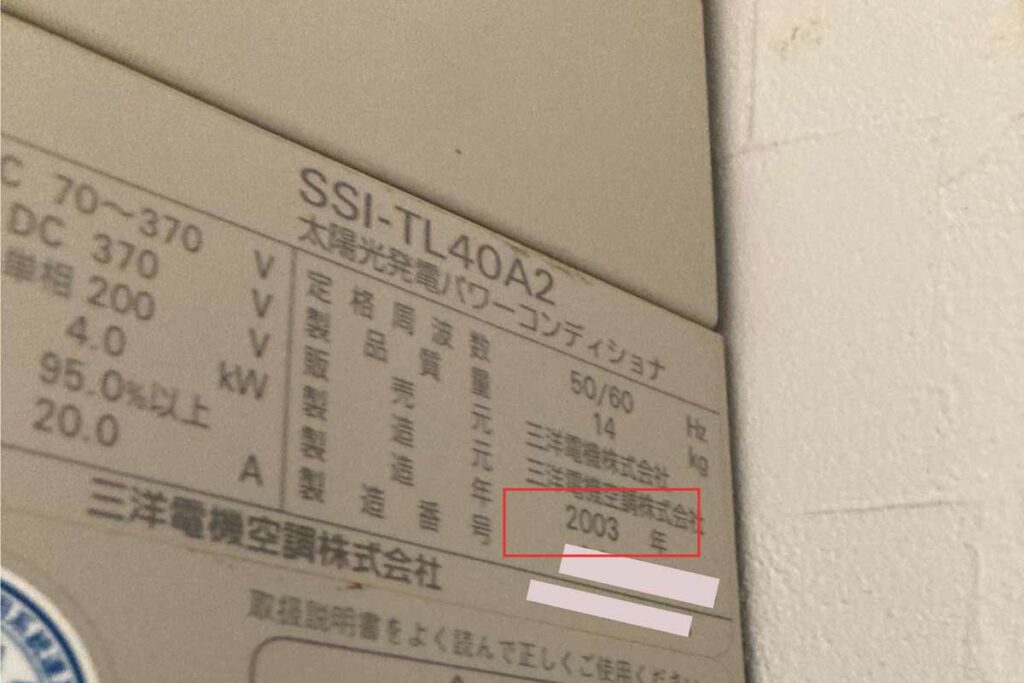 SSI-TL40A2
太陽光発電パワーコンディショナ
C 70～370 V
DC 370 V
単相 200 V
4.0 kW
95.0%以上
20.0 A
定格周波数 50/60 Hz
製品質量 14 kg
販売元 三洋電機株式会社
製造元 三洋電機空調株式会社
製造年 2003 年
製造番号
三洋電機空調株式会社
取扱説明書をよく読んで正しくご使用ください